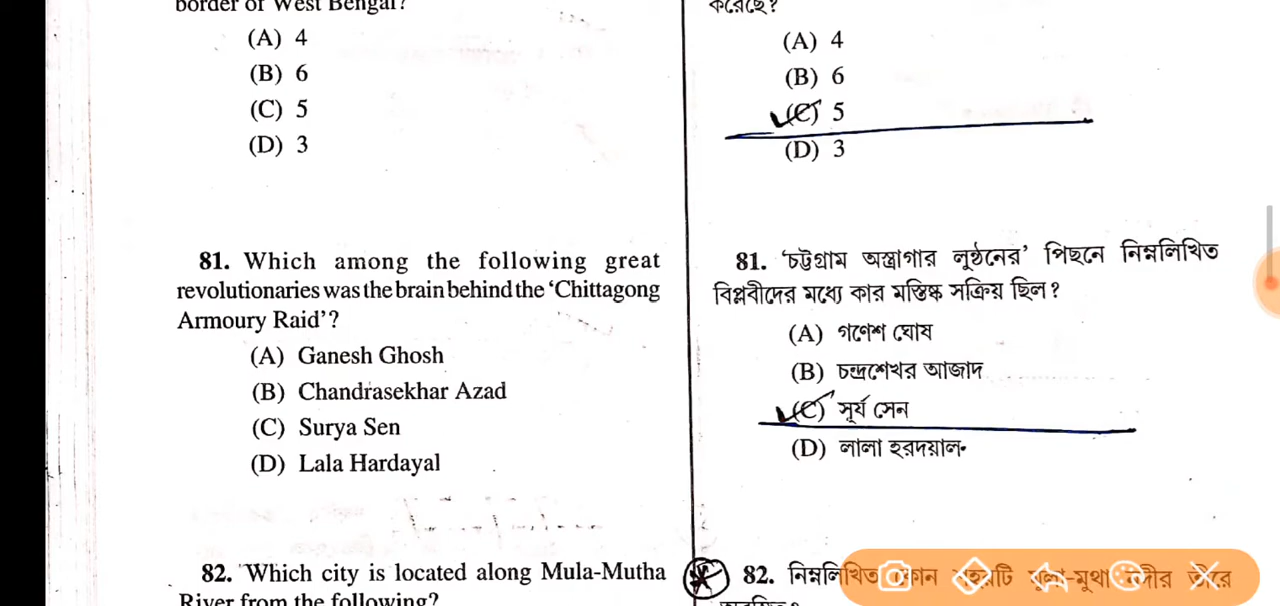 border of West Bengal?
(A) 4
(B) 6
(C) 5
(D) 3
81. Which among the following great
revolutionaries was the brain behind the ‘Chittagong
Armoury Raid’?
(A) Ganesh Ghosh
(B) Chandrasekhar Azad
(C) Surya Sen
(D) Lala Hardayal
82. Which city is located along Mula-Mutha
River from the following?
করেছে?
(A) 4
(B) 6
(C) 5
(D) 3
81. ‘চট্টগ্রাম অস্ত্রাগার লুণ্ঠনের’ পিছনে নিম্নলিখিত
বিপ্লবীদের মধ্যে কার মস্তিষ্ক সক্রিয় ছিল?
(A) গণেশ ঘোষ
(B) চন্দ্রশেখর আজাদ
(C) সূর্য সেন
(D) লালা হরদয়াল
82. নিম্নলিখিত কোন শহরটি মুলা-মুথা নদীর তীরে